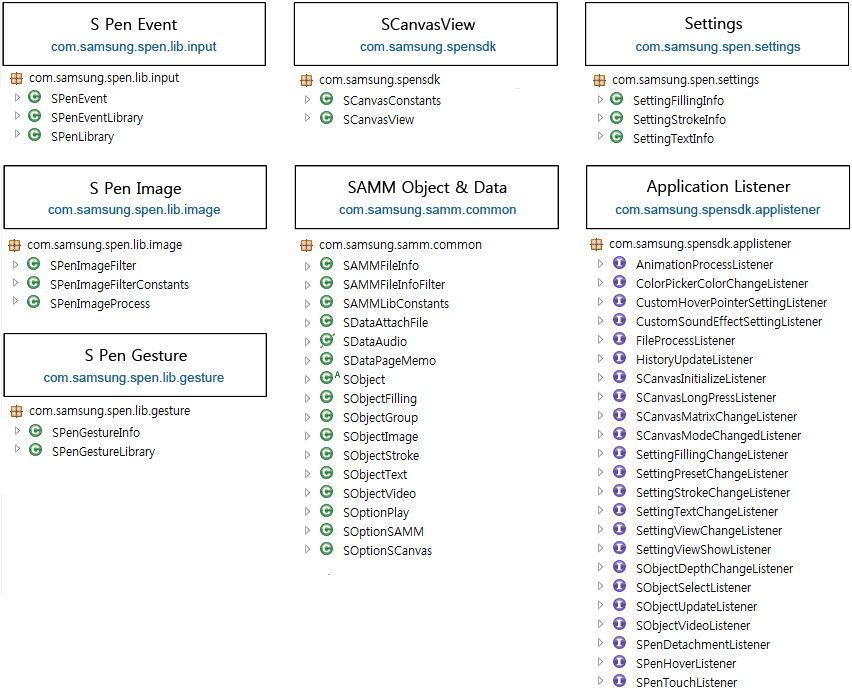 S Pen Event
com.samsung.spen.lib.input
com.samsung.spen.lib.input
SPenEvent
SPenEventLibrary
SPenLibrary
S Pen Image
com.samsung.spen.lib.image
com.samsung.spen.lib.image
SPenImageFilter
SPenImageFilterConstants
SPenImageProcess
S Pen Gesture
com.samsung.spen.lib.gesture
com.samsung.spen.lib.gesture
SPenGestureInfo
SPenGestureLibrary
SCanvasView
com.samsung.spensdk
com.samsung.spensdk
SCanvasConstants
SCanvasView
SAMM Object & Data
com.samsung.samm.common
com.samsung.samm.common
SAMMFileInfo
SAMMFileInfoFilter
SAMMLibConstants
SDataAttachFile
SDataAudio
SDataPageMemo
SObject
SObjectFilling
SObjectGroup
SObjectImage
SObjectStroke
SObjectText
SObjectVideo
SOptionPlay
SOptionSAMM
SOptionSCanvas
Settings
com.samsung.spen.settings
com.samsung.spen.settings
SettingFillingInfo
SettingStrokeInfo
SettingTextInfo
Application Listener
com.samsung.spensdk.applistener
com.samsung.spensdk.applistener
AnimationProcessListener
ColorPickerColorChangeListener
CustomHoverPointerSettingListener
CustomSoundEffectSettingListener
FileProcessListener
HistoryUpdateListener
SCanvasInitializeListener
SCanvasLongPressListener
SCanvasMatrixChangeListener
SCanvasModeChangedListener
SettingFillingChangeListener
SettingPresetChangeListener
SettingStrokeChangeListener
SettingTextChangeListener
SettingViewChangeListener
SettingViewShowListener
SObjectDepthChangeListener
SObjectSelectListener
SObjectUpdateListener
SObjectVideoListener
SPenDetachmentListener
SPenHoverListener
SPenTouchListener